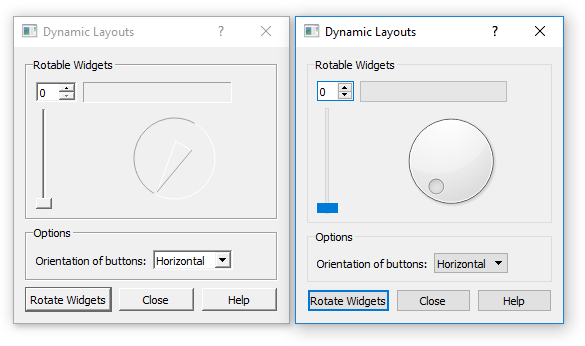 Dynamic Layouts ?
Rotable Widgets
0
Options
Orientation of buttons: Horizontal
Rotate Widgets Close Help
Dynamic Layouts ?
Rotable Widgets
0
Options
Orientation of buttons: Horizontal
Rotate Widgets Close Help